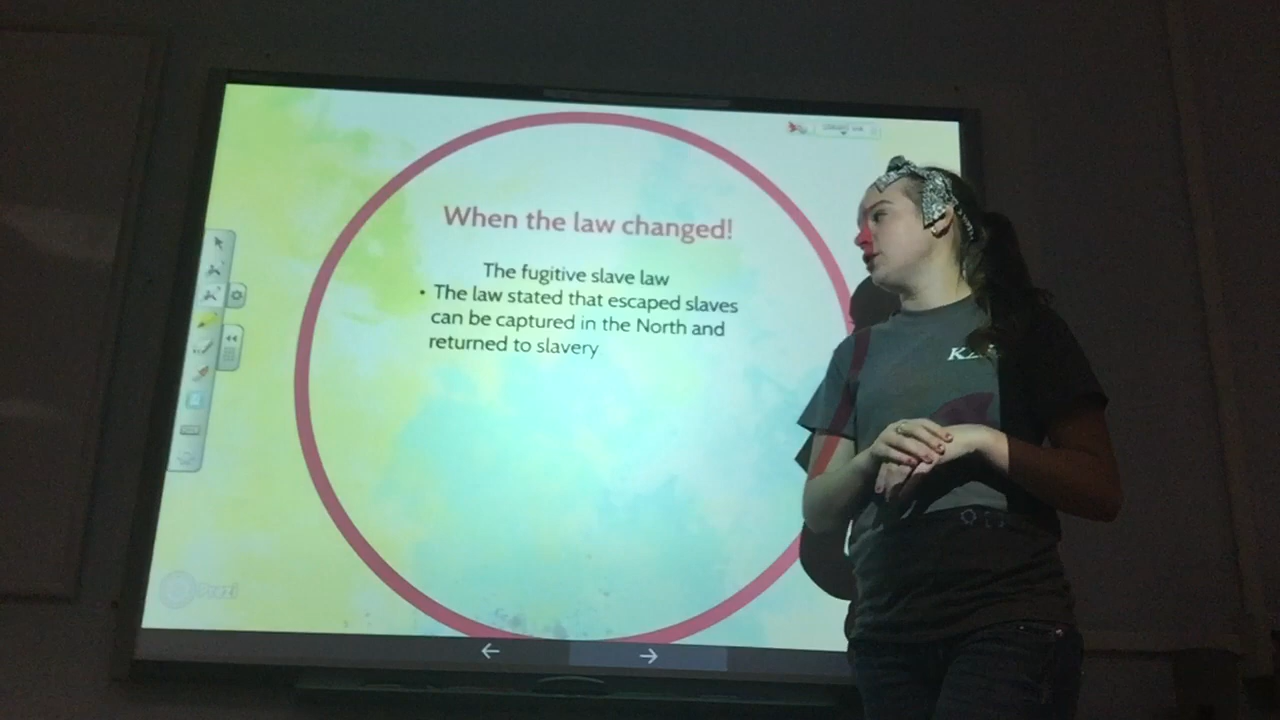 When the law changed!
The fugitive slave law
• The law stated that escaped slaves
can be captured in the North and
returned to slavery
Prezi